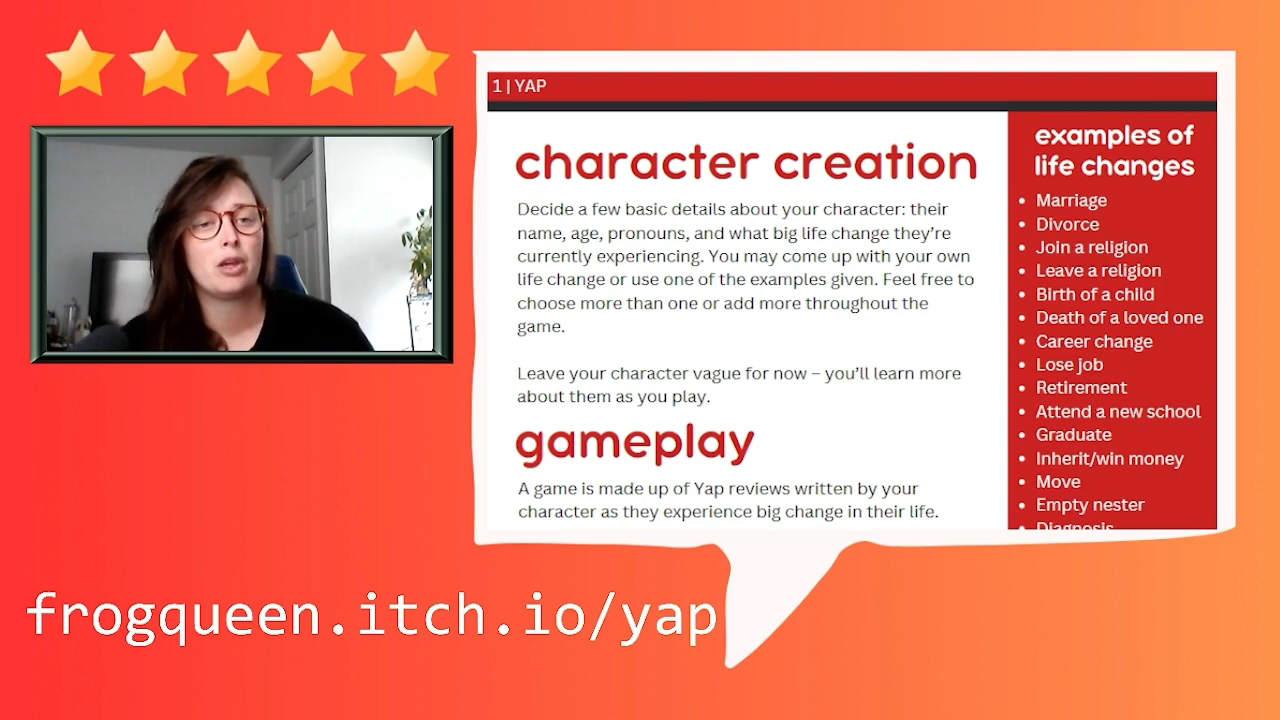 1 | YAP
character creation
Decide a few basic details about your character: their
name, age, pronouns, and what big life change they're
currently experiencing. You may come up with your own
life change or use one of the examples given. Feel free to
choose more than one or add more throughout the
game.
Leave your character vague for now – you'll learn more
about them as you play.
gameplay
A game is made up of Yap reviews written by your
character as they experience big change in their life.
examples of
life changes
• Marriage
• Divorce
• Join a religion
• Leave a religion
• Birth of a child
• Death of a loved one
• Career change
• Lose job
• Retirement
• Attend a new school
• Graduate
• Inherit/win money
• Move
• Empty nester
• Diagnosis
frogqueen.itch.io/yap